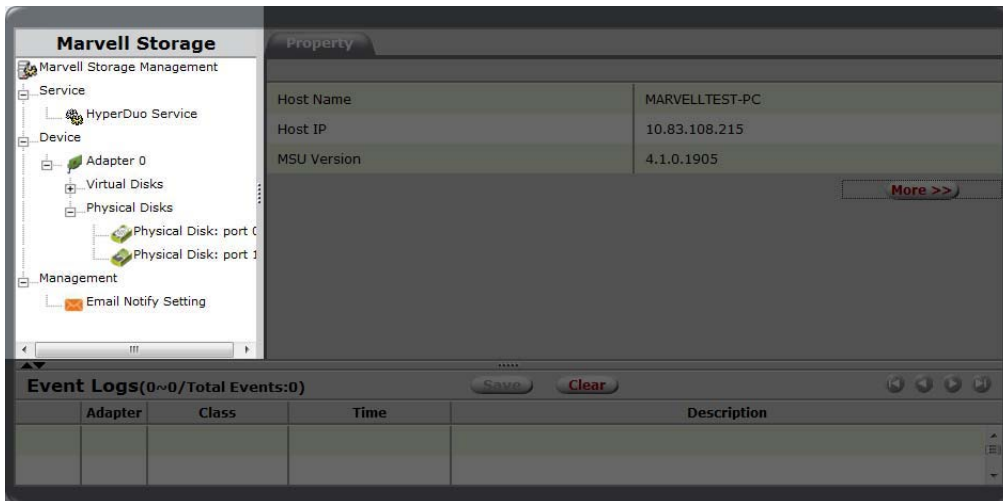 Marvell Storage
Marvell Storage Management
Service
HyperDuo Service
Device
Adapter 0
Virtual Disks
Physical Disks
Physical Disk: port 0
Physical Disk: port 1
Management
Email Notify Setting
Property
Host Name MARVELLTEST-PC
Host IP 10.83.108.215
MSU Version 4.1.0.1905
More >>
Event Logs(0~0/Total Events:0) Save Clear
Adapter Class Time Description